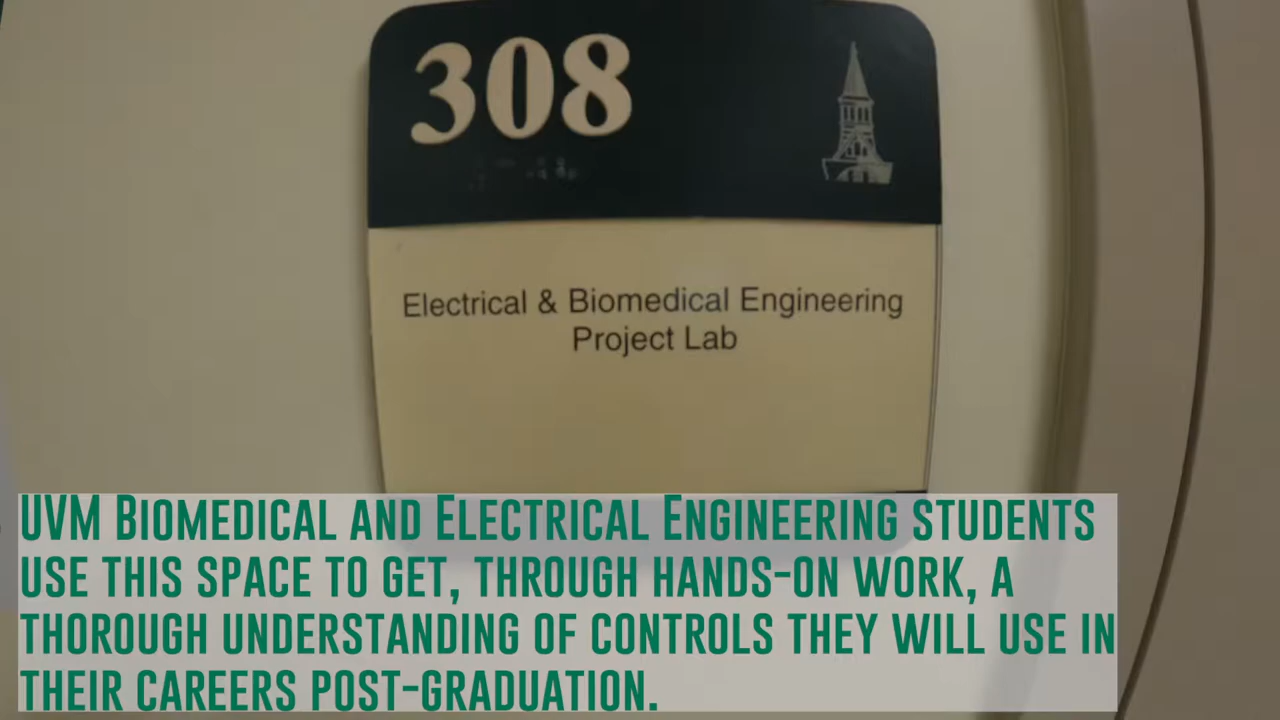 308
Electrical & Biomedical Engineering
Project Lab
UVM Biomedical and Electrical Engineering students
use this space to get, through hands-on work, a
thorough understanding of controls they will use in
their careers post-graduation.